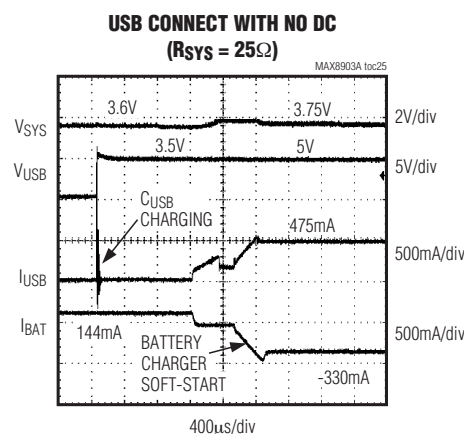 USB CONNECT WITH NO DC
(RSYS = 25Ω)
MAX8903A toc25
3.6V
3.75V
VSYS
2V/div
3.5V
5V
VUSB
5V/div
CUSB
CHARGING
475mA
500mA/div
IUSB
IBAT
144mA
500mA/div
BATTERY
CHARGER
SOFT-START
-330mA
400µs/div